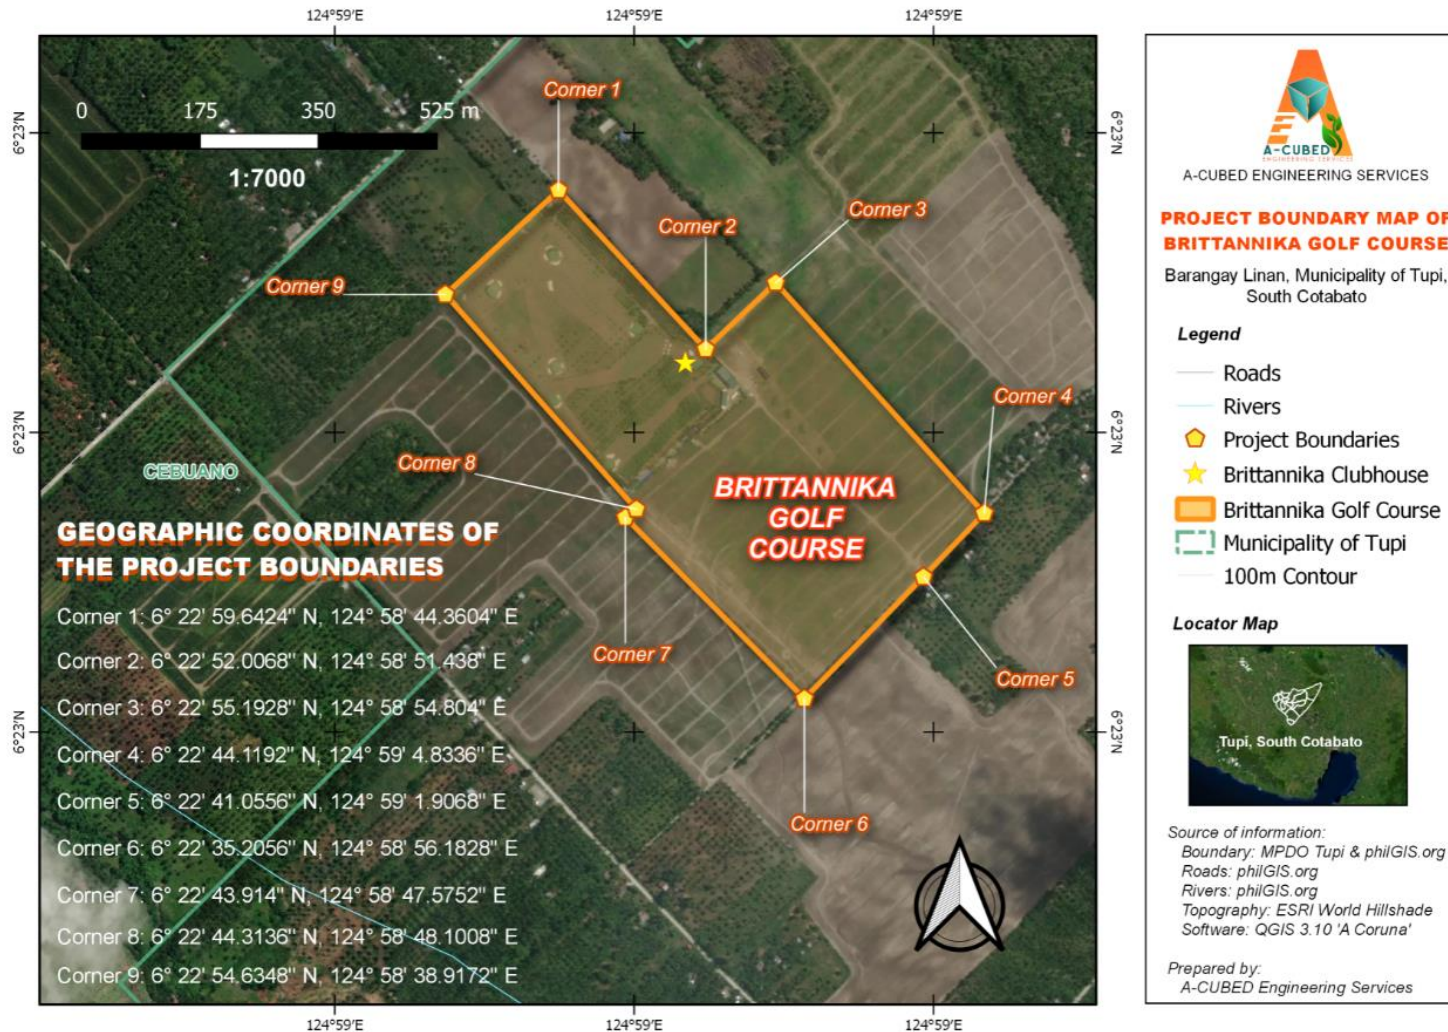 124°59'E
124°59'E
124°59'E
6°23'N
6°23'N
6°23'N
6°23'N
6°23'N
6°23'N
0 175 350 525 m
1:7000
Corner 1
Corner 2
Corner 3
Corner 4
Corner 5
Corner 6
Corner 7
Corner 8
Corner 9
CEBUANO
BRITTANNIKA
GOLF
COURSE
GEOGRAPHIC COORDINATES OF
THE PROJECT BOUNDARIES
Corner 1: 6° 22' 59.6424" N, 124° 58' 44.3604" E
Corner 2: 6° 22' 52.0068" N, 124° 58' 51.438" E
Corner 3: 6° 22' 55.1928" N, 124° 58' 54.804" E
Corner 4: 6° 22' 44.1192" N, 124° 59' 4.8336" E
Corner 5: 6° 22' 41.0556" N, 124° 59' 1.9068" E
Corner 6: 6° 22' 35.2056" N, 124° 58' 56.1828" E
Corner 7: 6° 22' 43.914" N, 124° 58' 47.5752" E
Corner 8: 6° 22' 44.3136" N, 124° 58' 48.1008" E
Corner 9: 6° 22' 54.6348" N, 124° 58' 38.9172" E
124°59'E
124°59'E
124°59'E
A-CUBED
ENGINEERING SERVICES
A-CUBED ENGINEERING SERVICES
PROJECT BOUNDARY MAP OF
BRITTANNIKA GOLF COURSE
Barangay Linan, Municipality of Tupi,
South Cotabato
Legend
Roads
Rivers
Project Boundaries
Brittannika Clubhouse
Brittannika Golf Course
Municipality of Tupi
100m Contour
Locator Map
Tupi, South Cotabato
Source of information:
Boundary: MPDO Tupi & philGIS.org
Roads: philGIS.org
Rivers: philGIS.org
Topography: ESRI World Hillshade
Software: QGIS 3.10 'A Coruna'
Prepared by:
A-CUBED Engineering Services